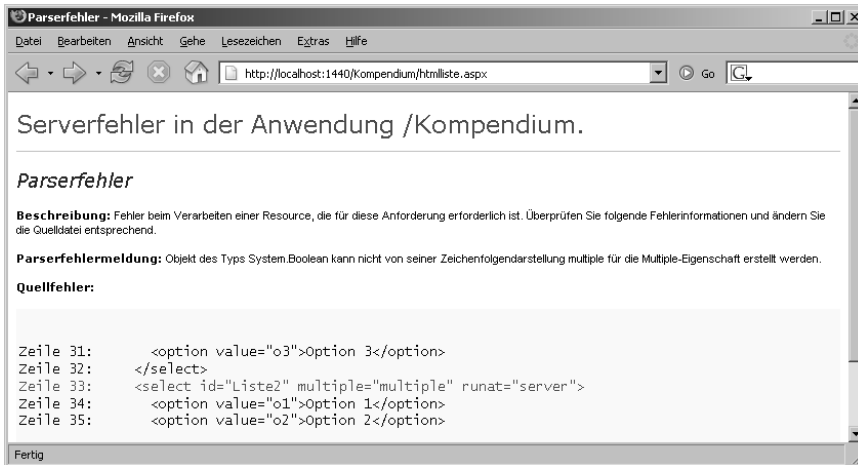 Parserfehler - Mozilla Firefox
Datei Bearbeiten Ansicht Gehe Lesezeichen Extras Hilfe
http://localhost:1440/Kompendium/htmlliste.aspx Go G
Serverfehler in der Anwendung /Kompendium.
Parserfehler
Beschreibung: Fehler beim Verarbeiten einer Resource, die für diese Anforderung erforderlich ist. Überprüfen Sie folgende Fehlerinformationen und ändern Sie
die Quelldatei entsprechend.
Parserfehlermeldung: Objekt des Typs System.Boolean kann nicht von seiner Zeichenfolgendarstellung multiple für die Multiple-Eigenschaft erstellt werden.
Quellfehler:
Zeile 31: <option value="o3">Option 3</option>
Zeile 32: </select>
Zeile 33: <select id="Liste2" multiple="multiple" runat="server">
Zeile 34: <option value="o1">Option 1</option>
Zeile 35: <option value="o2">Option 2</option>
Fertig